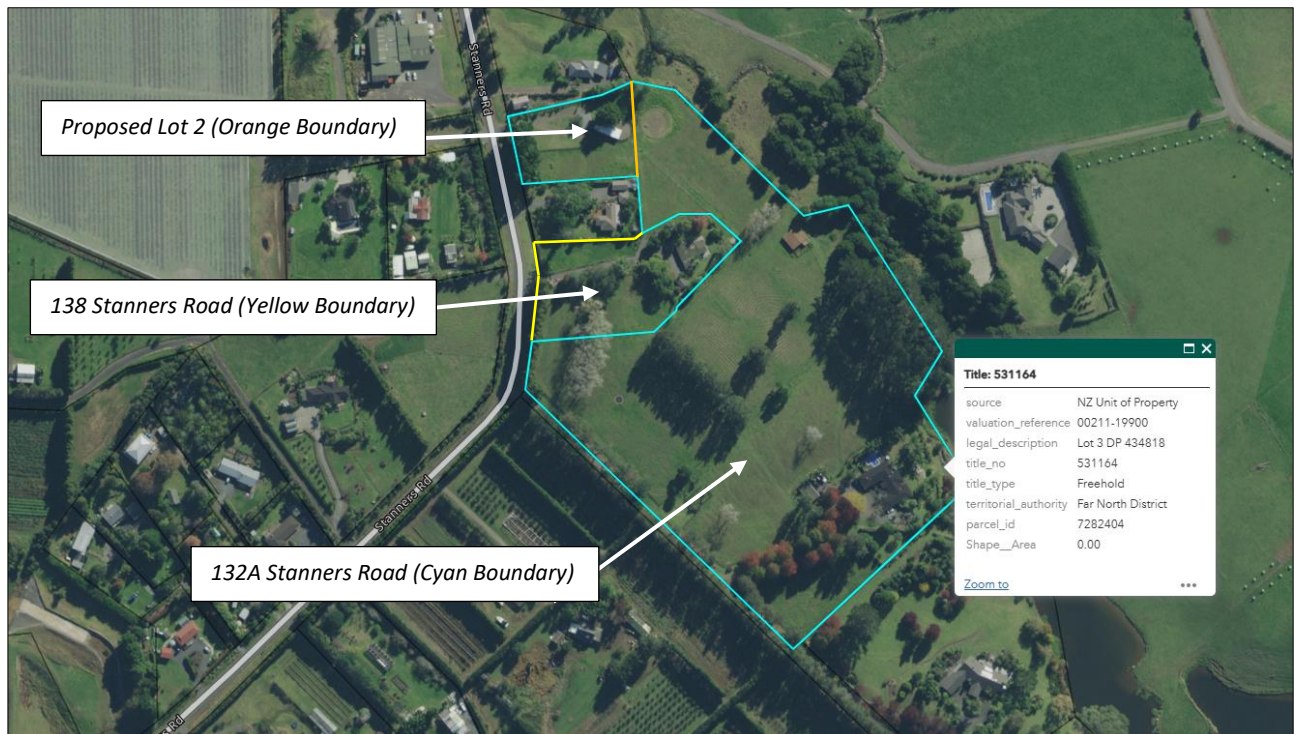 Stanners Rd
Proposed Lot 2 (Orange Boundary)
138 Stanners Road (Yellow Boundary)
Title: 531164
source NZ Unit of Property
valuation_reference 00211-19900
legal_description Lot 3 DP 434818
title_no 531164
title_type Freehold
territorial_authority Far North District
parcel_id 7282404
Shape__Area 0.00
Zoom to
Stanners Rd
132A Stanners Road (Cyan Boundary)
Stanners Rd